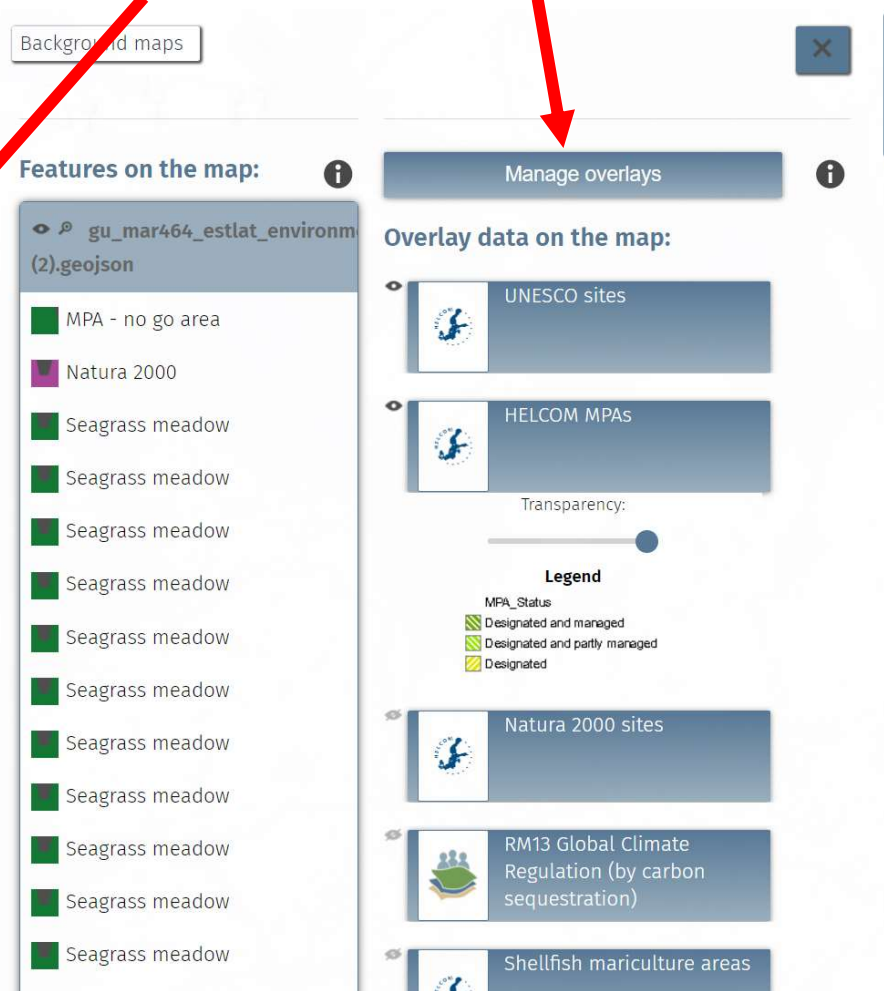 Background maps
Features on the map:
gu_mar464_estlat_environm
(2).geojson
MPA - no go area
Natura 2000
Seagrass meadow
Seagrass meadow
Seagrass meadow
Seagrass meadow
Seagrass meadow
Seagrass meadow
Seagrass meadow
Seagrass meadow
Seagrass meadow
Seagrass meadow
Seagrass meadow
Manage overlays
Overlay data on the map:
UNESCO sites
HELCOM MPAs
Transparency:
Legend
MPA_Status
Designated and managed
Designated and partly managed
Designated
Natura 2000 sites
RM13 Global Climate
Regulation (by carbon
sequestration)
Shellfish mariculture areas